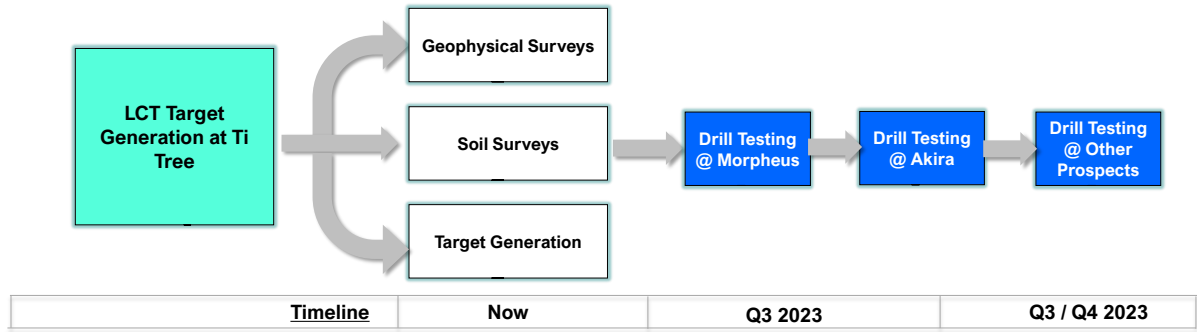 Geophysical Surveys
LCT Target
Generation at Ti
Tree
Soil Surveys
Drill Testing
@ Morpheus
Drill Testing
@ Akira
Drill Testing
@ Other
Prospects
Target Generation
Timeline
Now
Q3 2023
Q3 / Q4 2023